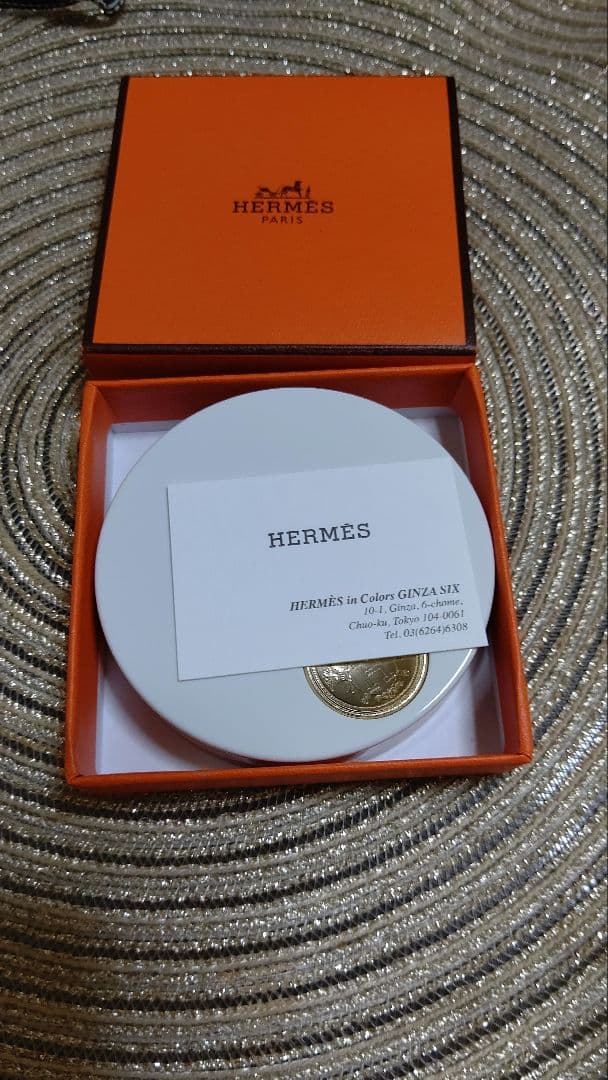 HERMÈS
PARIS
HERMÈS
HERMÈS in Colors GINZA SIX
10-1, Ginza, 6-chome,
Chuo-ku, Tokyo 104-0061
Tel. 03(6264)6308